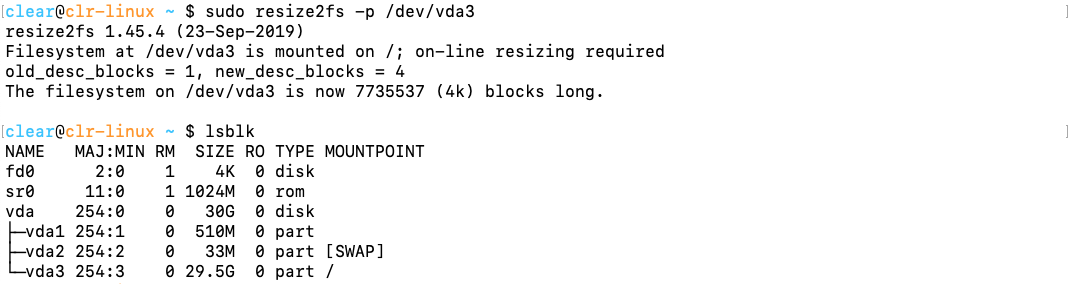 [clear@clr-linux ~ $ sudo resize2fs -p /dev/vda3 ]
resize2fs 1.45.4 (23-Sep-2019)
Filesystem at /dev/vda3 is mounted on /; on-line resizing required
old_desc_blocks = 1, new_desc_blocks = 4
The filesystem on /dev/vda3 is now 7735537 (4k) blocks long.

[clear@clr-linux ~ $ lsblk ]
NAME   MAJ:MIN RM  SIZE RO TYPE MOUNTPOINT
fd0      2:0    1    4K  0 disk
sr0     11:0    1 1024M  0 rom
vda    254:0    0   30G  0 disk
├─vda1 254:1    0  510M  0 part
├─vda2 254:2    0   33M  0 part [SWAP]
└─vda3 254:3    0 29.5G  0 part /